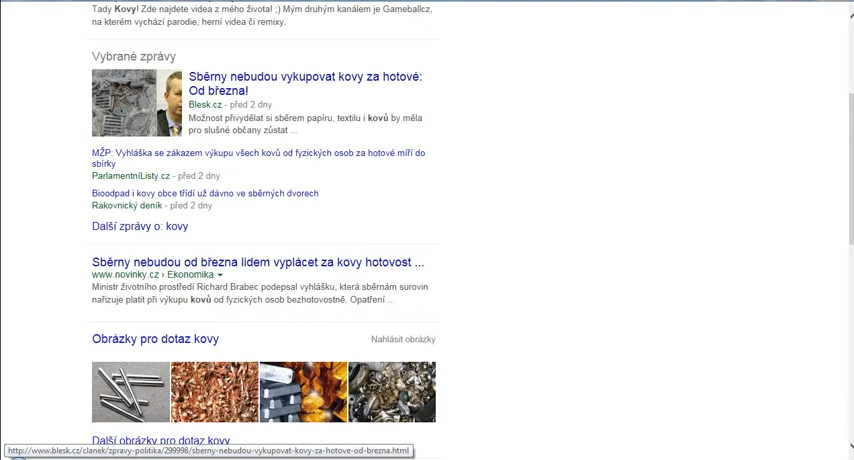 Tady Kovy! Zde najdete videa z mého života! ;) Mým druhým kanálem je Gameballcz,
na kterém vychází parodie, herní videa či remixy.
Vybrané zprávy
Sběrny nebudou vykupovat kovy za hotové:
Od března!
Blesk.cz - před 2 dny
Možnost přivydělat si sběrem papíru, textilu i kovů by měla
pro slušné občany zůstat ...
MŽP: Vyhláška se zákazem výkupu všech kovů od fyzických osob za hotové míří do
sbírky
ParlamentníListy.cz - před 2 dny
Bioodpad i kovy obce třídí už dávno ve sběrných dvorech
Rakovnický deník - před 2 dny
Další zprávy o: kovy
Sběrny nebudou od března lidem vyplácet za kovy hotovost ...
www.novinky.cz › Ekonomika
Ministr životního prostředí Richard Brabec podepsal vyhlášku, která sběrnám surovin
nařizuje platit při výkupu kovů od fyzických osob bezhotovostně. Opatření ...
Obrázky pro dotaz kovy
Nahlásit obrázky
Další obrázky pro dotaz kovy
http://www.blesk.cz/clanek/zpravy-politika/299998/sberny-nebudou-vykupovat-kovy-za-hotove-od-brezna.html